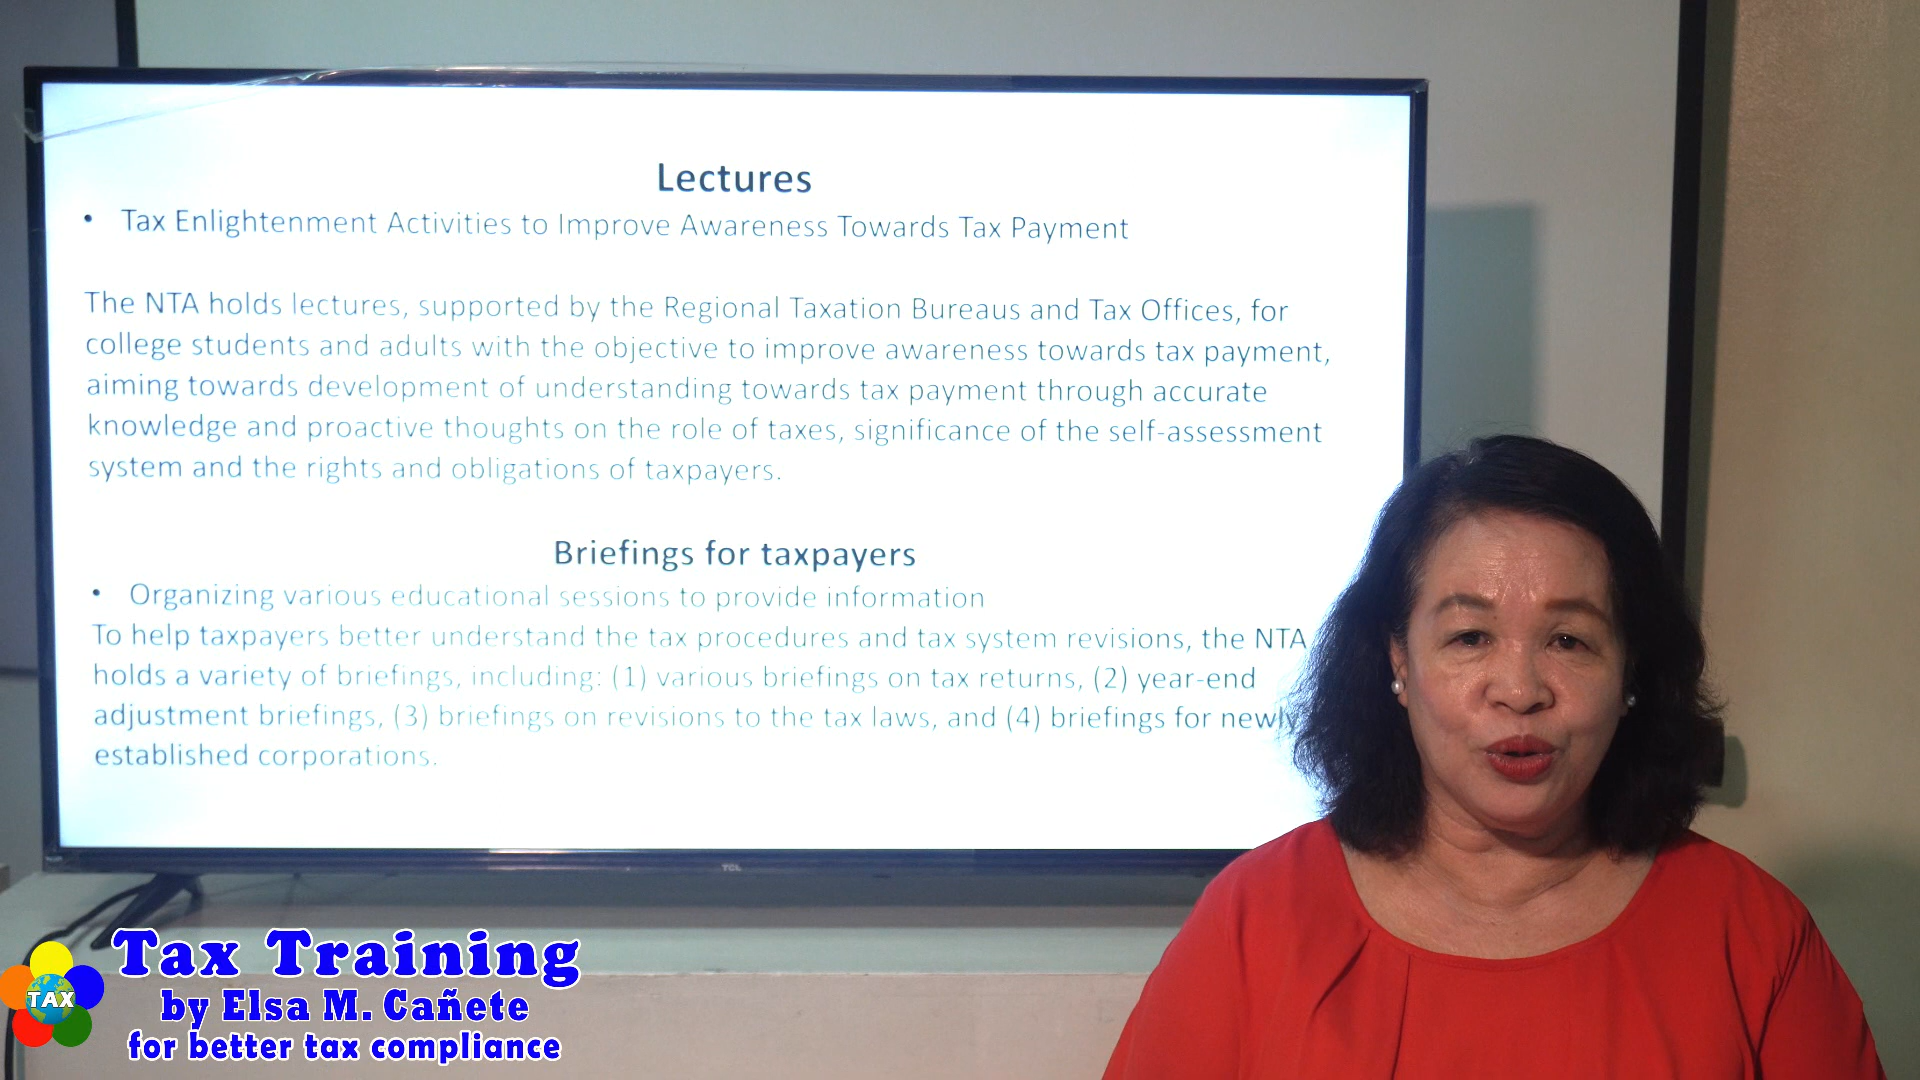 Lectures
• Tax Enlightenment Activities to Improve Awareness Towards Tax Payment
The NTA holds lectures, supported by the Regional Taxation Bureaus and Tax Offices, for
college students and adults with the objective to improve awareness towards tax payment,
aiming towards development of understanding towards tax payment through accurate
knowledge and proactive thoughts on the role of taxes, significance of the self-assessment
system and the rights and obligations of taxpayers.
Briefings for taxpayers
• Organizing various educational sessions to provide information
To help taxpayers better understand the tax procedures and tax system revisions, the NTA
holds a variety of briefings, including: (1) various briefings on tax returns, (2) year-end
adjustment briefings, (3) briefings on revisions to the tax laws, and (4) briefings for newly
established corporations.
TCL
TAX
Tax Training
by Elsa M. Cañete
for better tax compliance